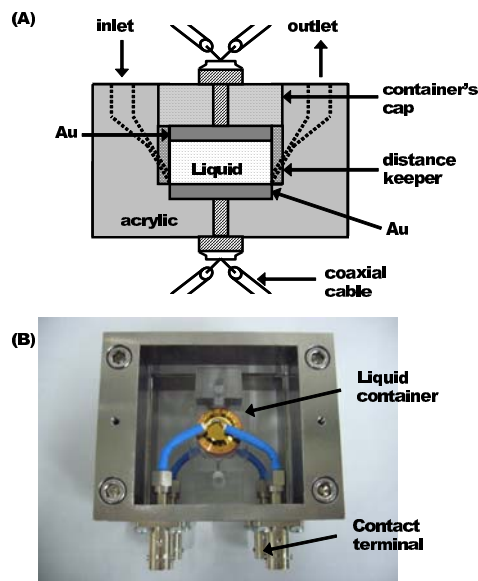 (A)
inlet
outlet
container's
cap
Au
Liquid
distance
keeper
acrylic
Au
coaxial
cable
(B)
Liquid
container
Contact
terminal